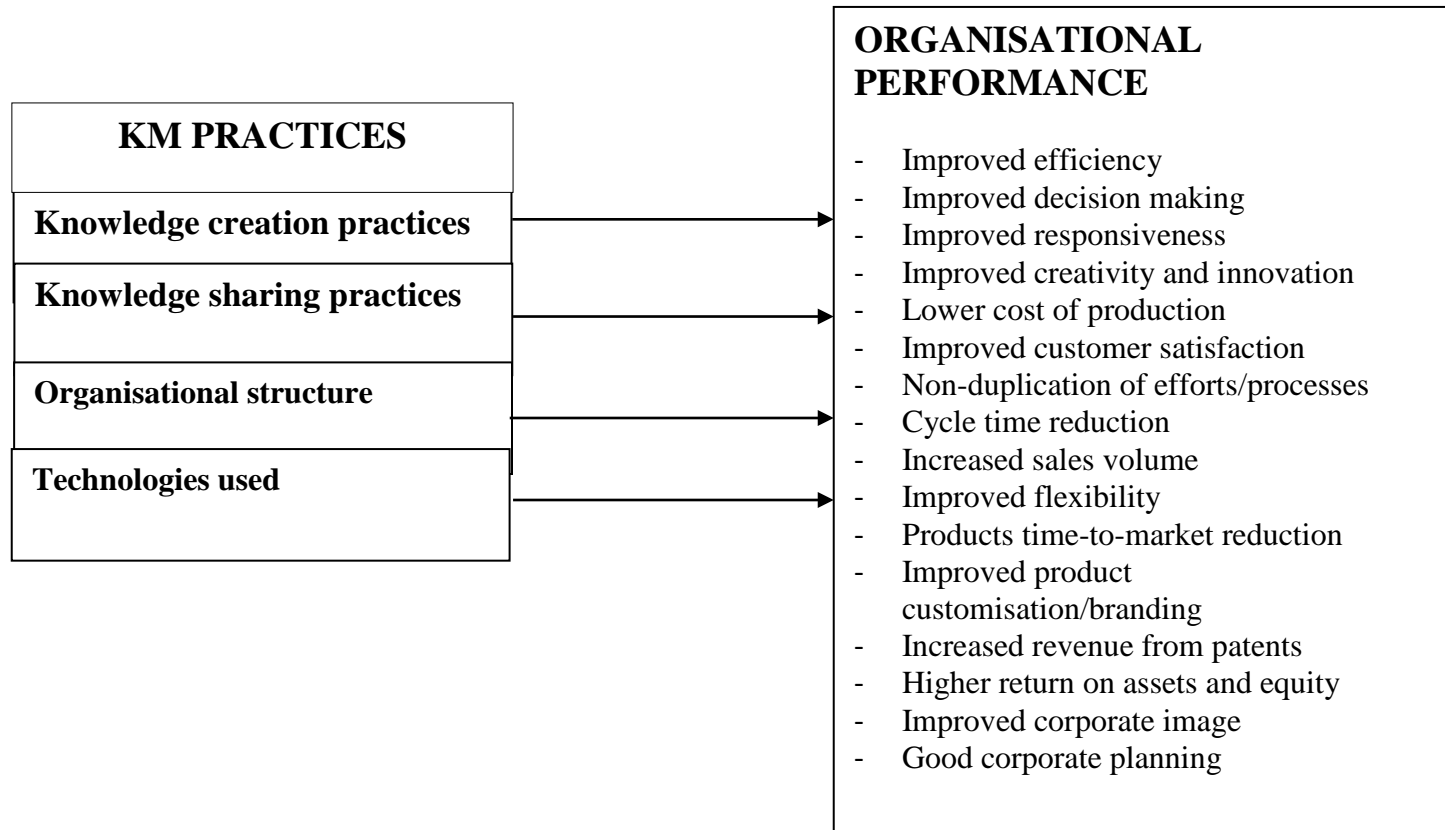 KM PRACTICES
Knowledge creation practices
Knowledge sharing practices
Organisational structure
Technologies used
ORGANISATIONAL
PERFORMANCE
- Improved efficiency
- Improved decision making
- Improved responsiveness
- Improved creativity and innovation
- Lower cost of production
- Improved customer satisfaction
- Non-duplication of efforts/processes
- Cycle time reduction
- Increased sales volume
- Improved flexibility
- Products time-to-market reduction
- Improved product
customisation/branding
- Increased revenue from patents
- Higher return on assets and equity
- Improved corporate image
- Good corporate planning